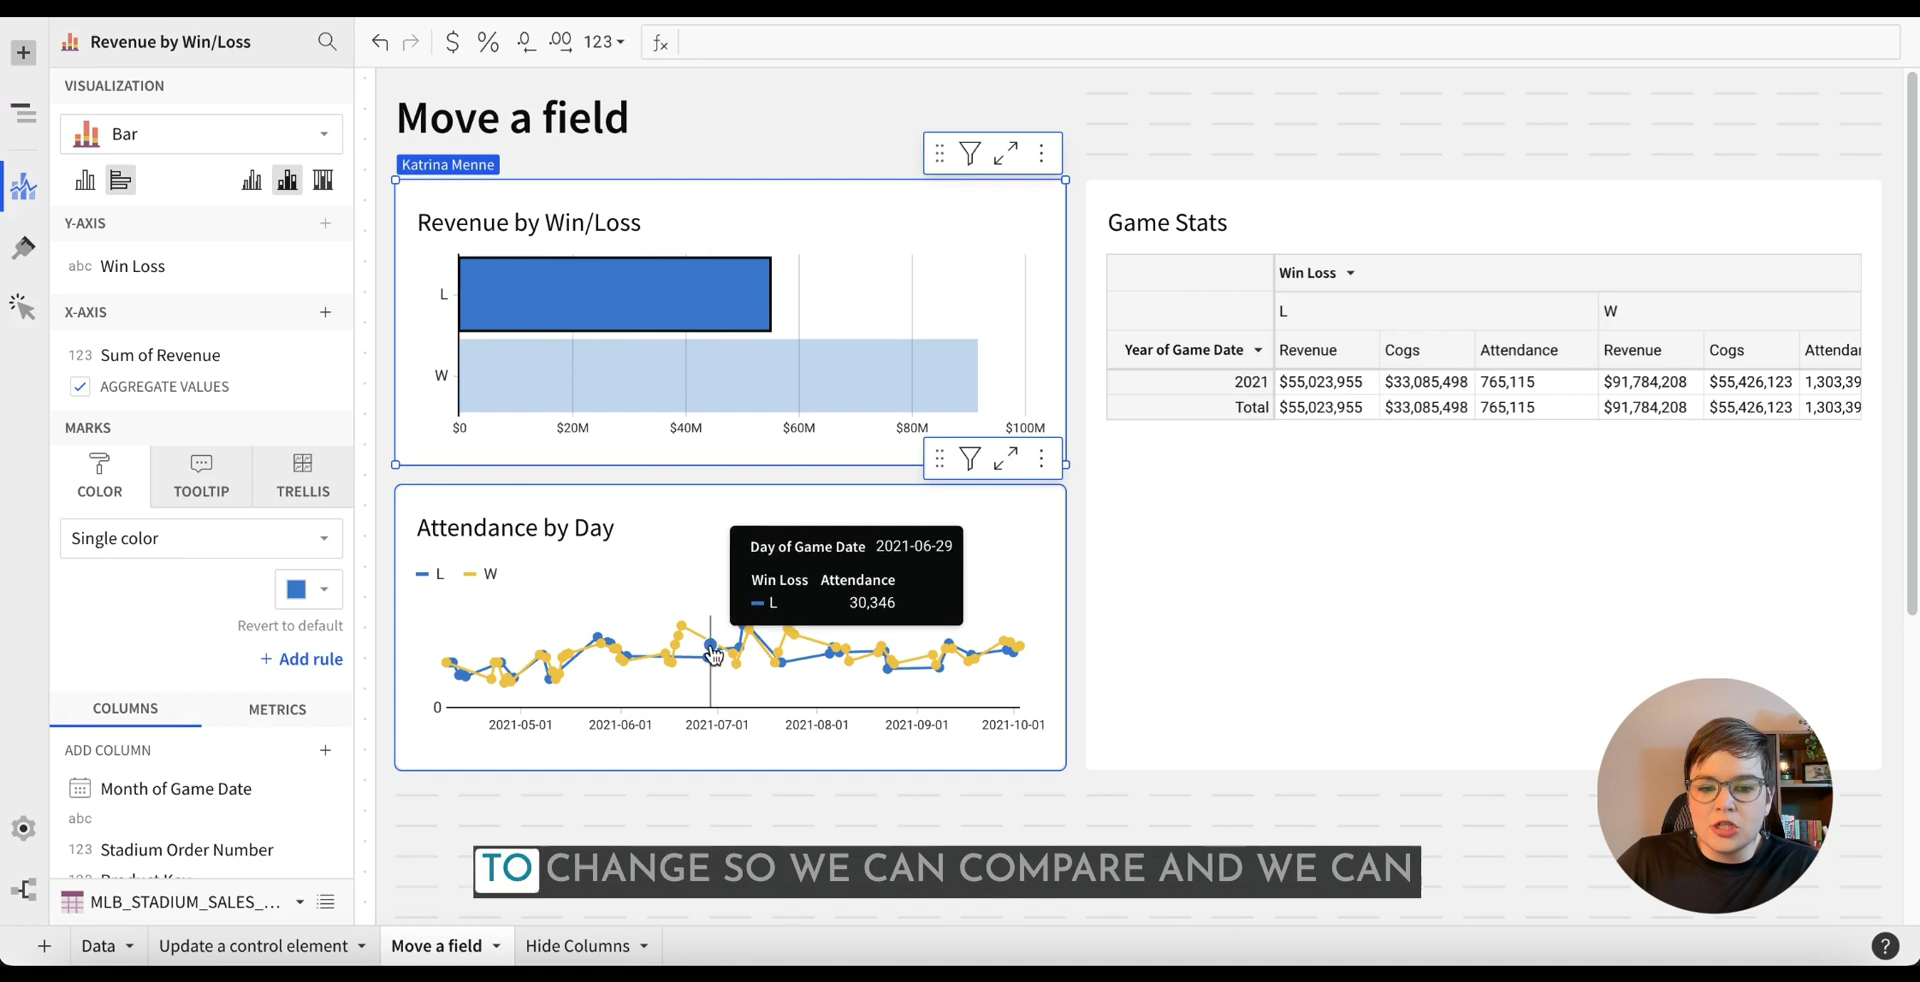 Revenue by Win/Loss
$ % .0 .00 123 fx
VISUALIZATION
Bar
Y-AXIS
abc Win Loss
X-AXIS
123 Sum of Revenue
AGGREGATE VALUES
MARKS
COLOR TOOLTIP TRELLIS
Single color
Revert to default
+ Add rule
COLUMNS METRICS
ADD COLUMN
Month of Game Date
abc
123 Stadium Order Number
MLB_STADIUM_SALES_...
Move a field
Katrina Menne
Revenue by Win/Loss
L
W
$0 $20M $40M $60M $80M $100M
Attendance by Day
L W
Day of Game Date 2021-06-29
Win Loss Attendance
L 30,346
0
2021-05-01 2021-06-01 2021-07-01 2021-08-01 2021-09-01 2021-10-01
Game Stats
Win Loss
L W
Year of Game Date Revenue Cogs Attendance Revenue Cogs Attenda
2021 $55,023,955 $33,085,498 765,115 $91,784,208 $55,426,123 1,303,39
Total $55,023,955 $33,085,498 765,115 $91,784,208 $55,426,123 1,303,39
TO CHANGE SO WE CAN COMPARE AND WE CAN
+ Data Update a control element Move a field Hide Columns ?